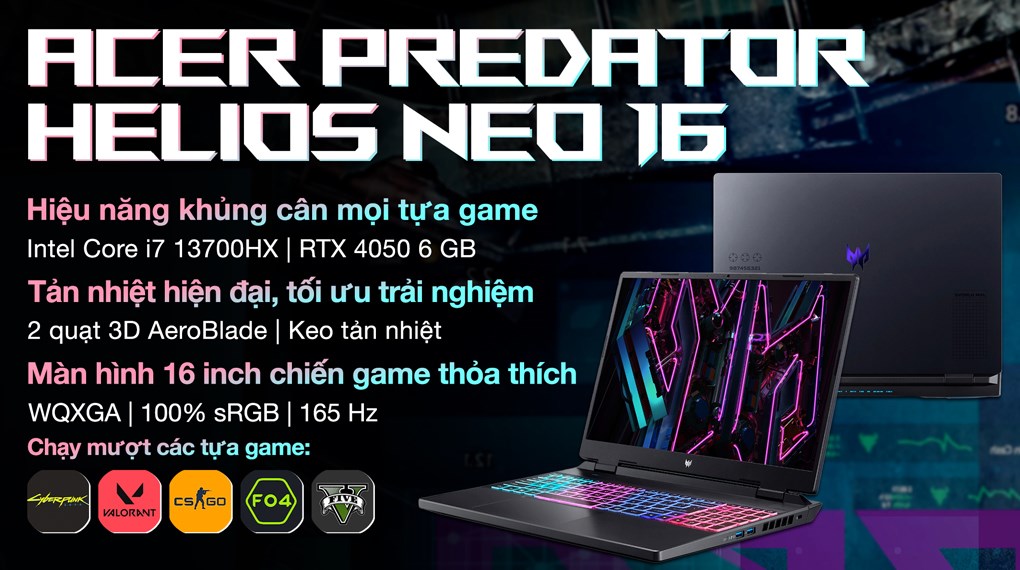 ACER PREDATOR
HELIOS NEO 16
Hiệu năng khủng cân mọi tựa game
Intel Core i7 13700HX | RTX 4050 6 GB
Tản nhiệt hiện đại, tối ưu trải nghiệm
2 quạt 3D AeroBlade | Keo tản nhiệt
Màn hình 16 inch chiến game thỏa thích
WQXGA | 100% sRGB | 165 Hz
Chạy mượt các tựa game:
CYBERPUNK
VALORANT
CS GO
FO4
V
FIVE